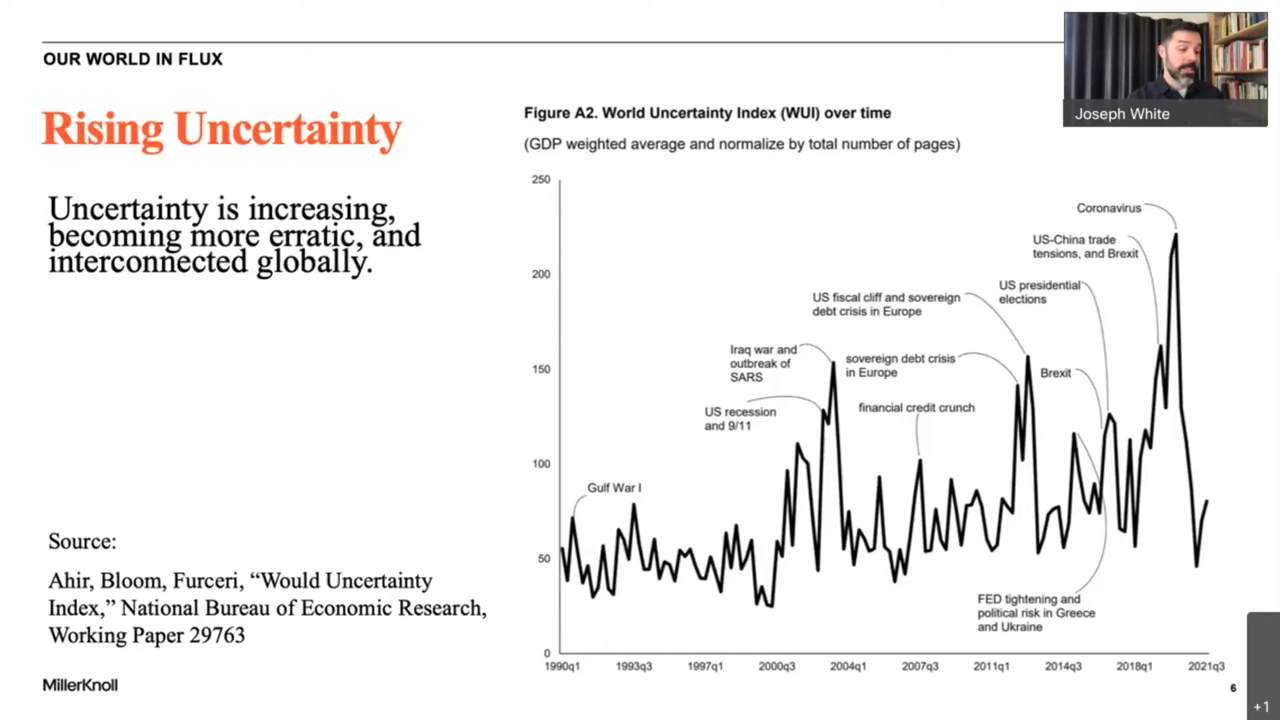 OUR WORLD IN FLUX
Rising Uncertainty
Uncertainty is increasing,
becoming more erratic, and
interconnected globally.
Source:
Ahir, Bloom, Furceri, “Would Uncertainty
Index,” National Bureau of Economic Research,
Working Paper 29763
MillerKnoll
Figure A2. World Uncertainty Index (WUI) over time
(GDP weighted average and normalize by total number of pages)
250
200
150
100
50
0
Gulf War I
US recession
and 9/11
Iraq war and
outbreak of
SARS
US fiscal cliff and sovereign
debt crisis in Europe
sovereign debt crisis
in Europe
financial credit crunch
Coronavirus
US-China trade
tensions, and Brexit
US presidential
elections
Brexit
FED tightening and
political risk in Greece
and Ukraine
1990q1 1993q3 1997q1 2000q3 2004q1 2007q3 2011q1 2014q3 2018q1 2021q3
6
Joseph White
+1